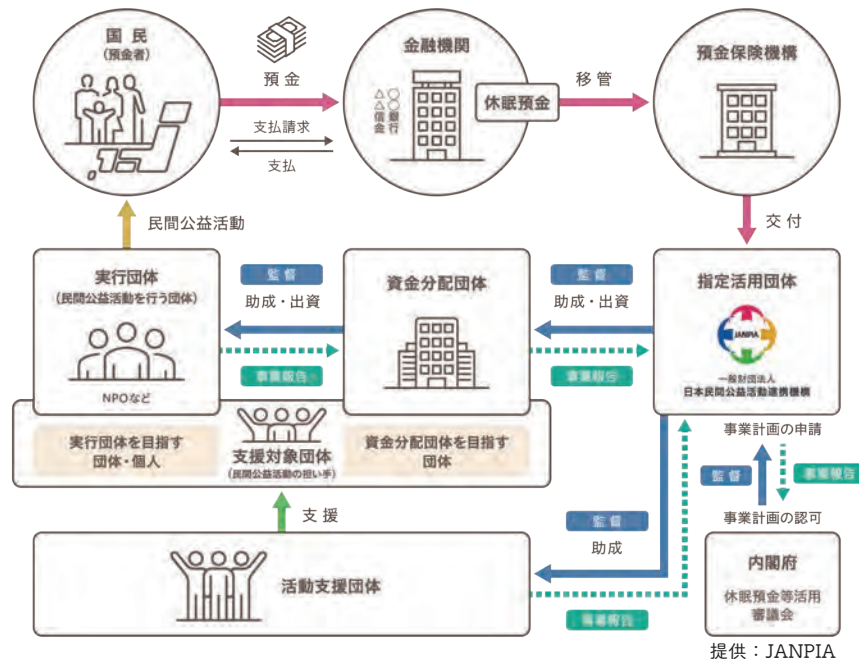 国民
(預金者)
預金
支払請求
支払
金融機関
○○銀行
△△信金
休眠預金
移管
預金保険機構
民間公益活動
交付
実行団体
(民間公益活動を行う団体)
NPOなど
監督
助成・出資
事業報告
資金分配団体
監督
助成・出資
事業報告
指定活用団体
JANPIA
一般財団法人
日本民間公益活動連携機構
実行団体を目指す
団体・個人
支援対象団体
(民間公益活動の担い手)
資金分配団体を目指す
団体
事業計画の申請
監督
事業報告
事業計画の認可
支援
監督
助成
活動支援団体
事業報告
内閣府
休眠預金等活用
審議会
提供：JANPIA